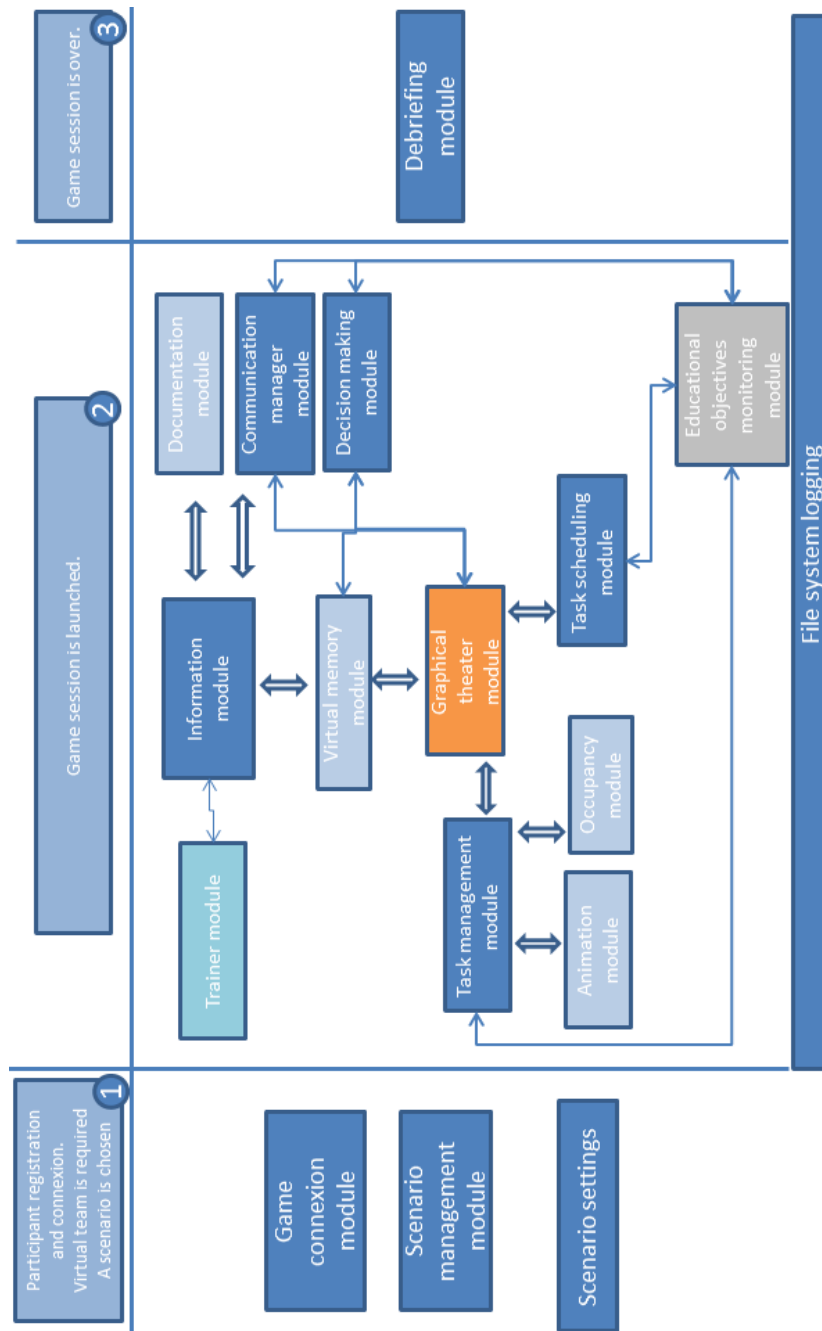 Participant registration
and connexion.
Virtual team is required
A scenario is chosen
1
Game session is launched.
2
Game session is over.
3
Game
connexion
module
Scenario
management
module
Scenario settings
Trainer module
Information
module
Documentation
module
Communication
manager
module
Decision making
module
Virtual memory
module
Graphical
theater
module
Task management
module
Animation
module
Occupancy
module
Task scheduling
module
Educational
objectives
monitoring
module
Debriefing
module
File system logging